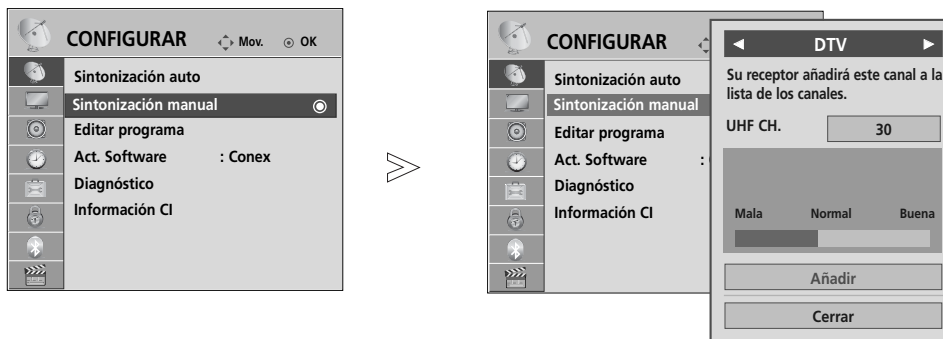 CONFIGURAR Mov. OK
Sintonización auto
Sintonización manual
Editar programa
Act. Software : Conex
Diagnóstico
Información CI
CONFIGURAR
Sintonización auto
Sintonización manual
Editar programa
Act. Software :
Diagnóstico
Información CI
DTV
Su receptor añadirá este canal a la
lista de los canales.
UHF CH. 30
Mala Normal Buena
Añadir
Cerrar